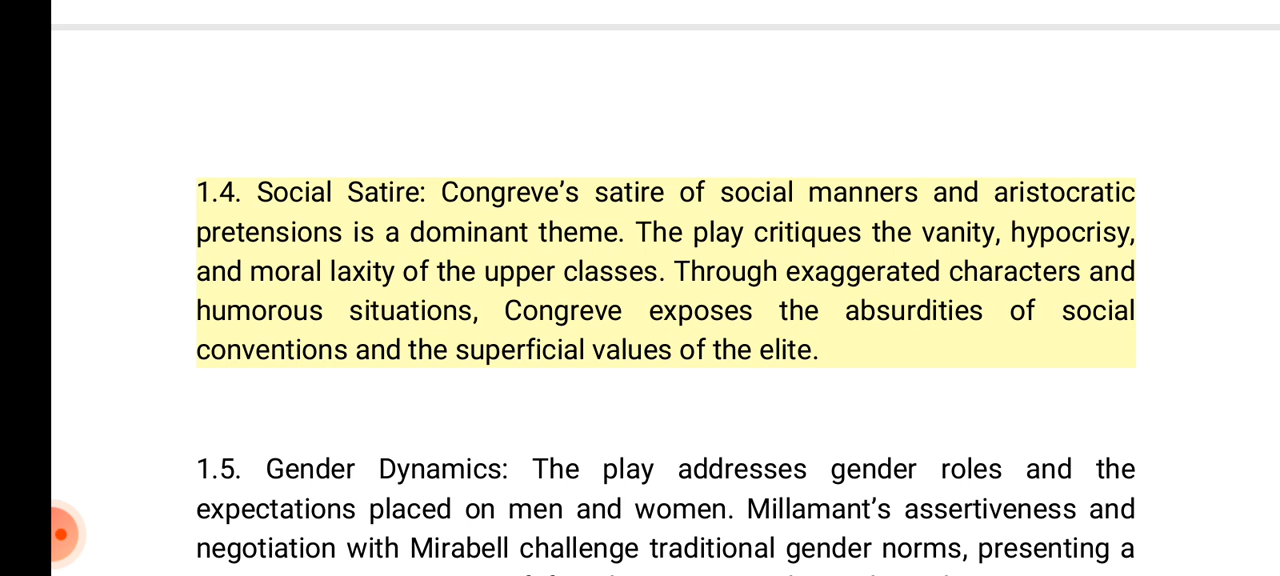 1.4. Social Satire: Congreve’s satire of social manners and aristocratic
pretensions is a dominant theme. The play critiques the vanity, hypocrisy,
and moral laxity of the upper classes. Through exaggerated characters and
humorous situations, Congreve exposes the absurdities of social
conventions and the superficial values of the elite.
1.5. Gender Dynamics: The play addresses gender roles and the
expectations placed on men and women. Millamant’s assertiveness and
negotiation with Mirabell challenge traditional gender norms, presenting a